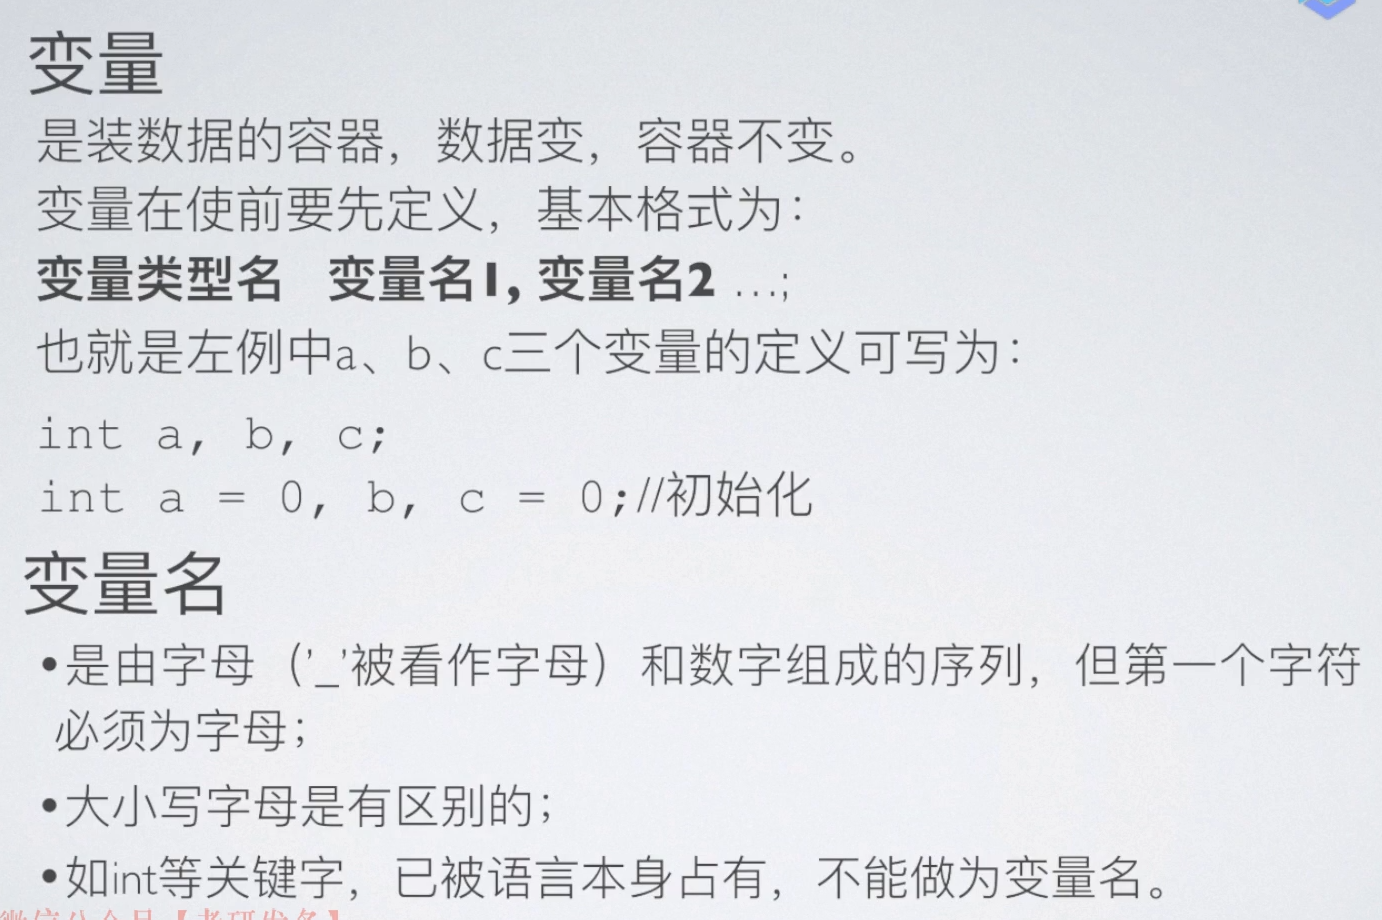 变量
是装数据的容器，数据变，容器不变。
变量在使前要先定义，基本格式为：
变量类型名 变量名1, 变量名2 …;
也就是左例中a、b、c三个变量的定义可写为：
int a, b, c;
int a = 0, b, c = 0;//初始化
变量名
•是由字母（’_’被看作字母）和数字组成的序列，但第一个字符
必须为字母；
•大小写字母是有区别的；
•如int等关键字，已被语言本身占有，不能做为变量名。